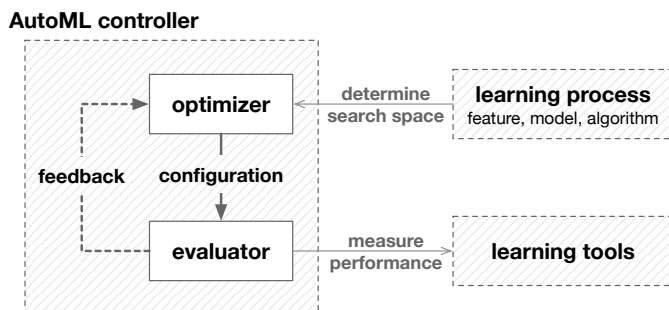 AutoML controller
optimizer
determine
search space
learning process
feature, model, algorithm
feedback
configuration
evaluator
measure
performance
learning tools